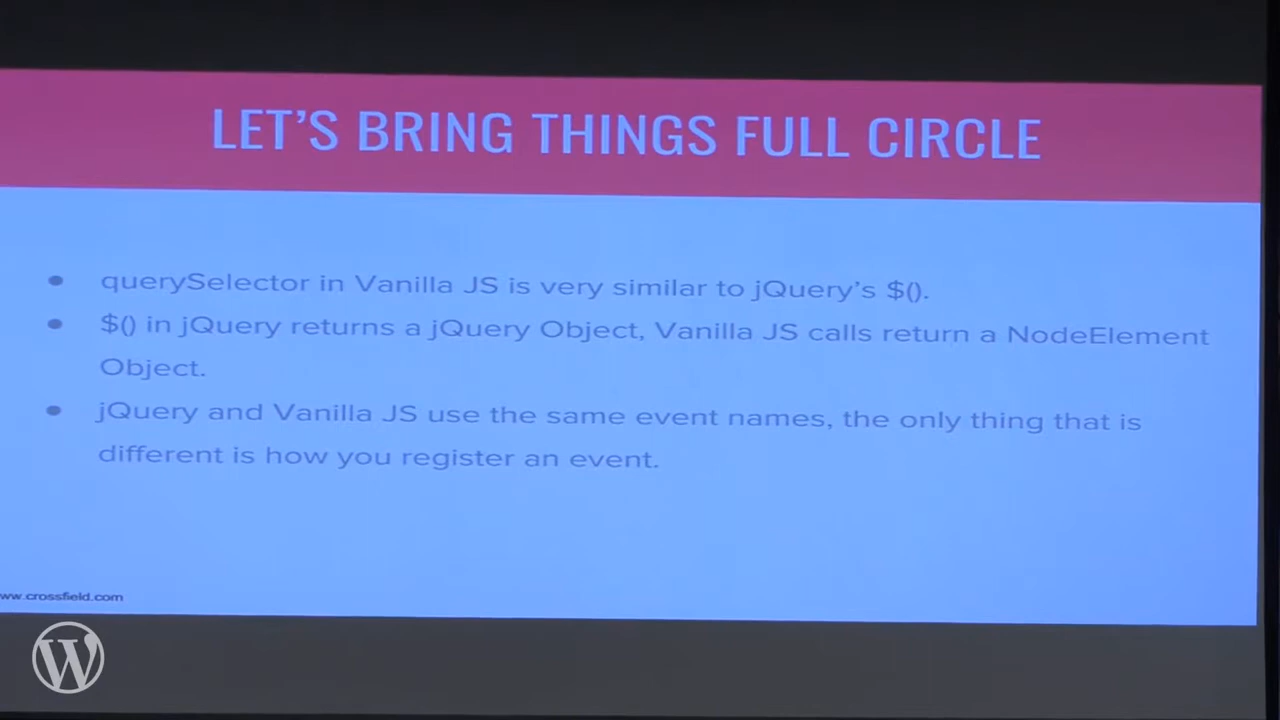 LET'S BRING THINGS FULL CIRCLE
querySelector in Vanilla JS is very similar to jQuery's $().
$() in jQuery returns a jQuery Object, Vanilla JS calls return a NodeElement
Object.
jQuery and Vanilla JS use the same event names, the only thing that is
different is how you register an event.
ww.crossfield.com
W